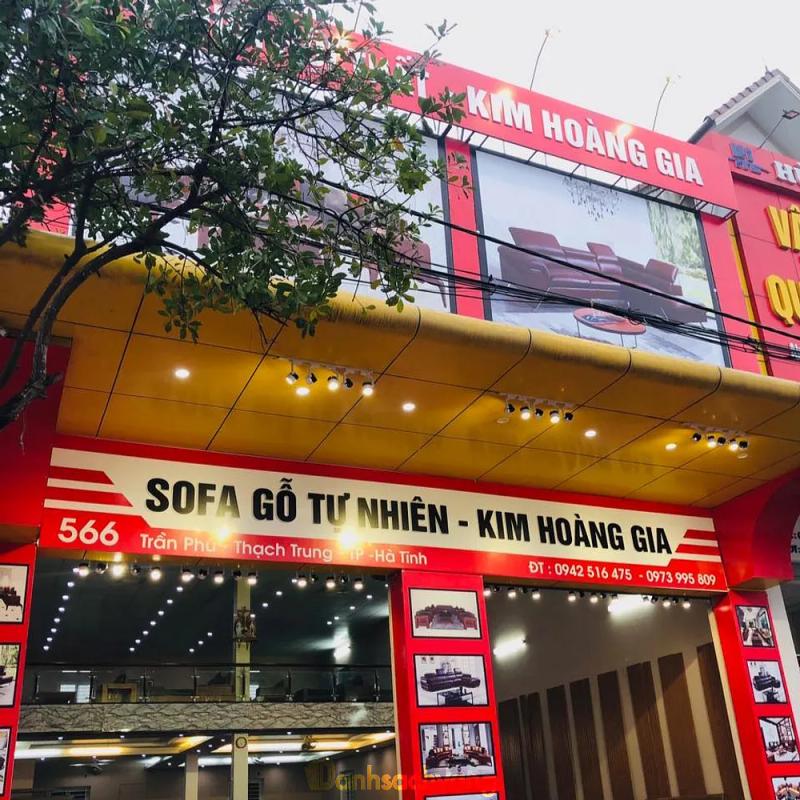 KIM HOÀNG GIA
SOFA GỖ TỰ NHIÊN - KIM HOÀNG GIA
566 Trần Phú - Thạch Trung - TP -Hà Tĩnh
ĐT : 0942 516 475 - 0973 995 809